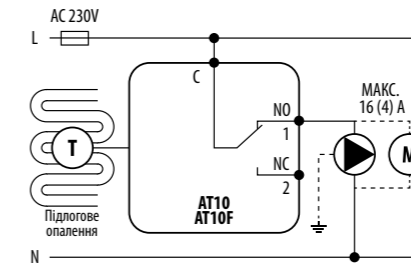 AC 230V
L
C
МАКС.
16 (4) А
NO
1
T
NC
2
AT10
AT10F
Підлогове
опалення
N